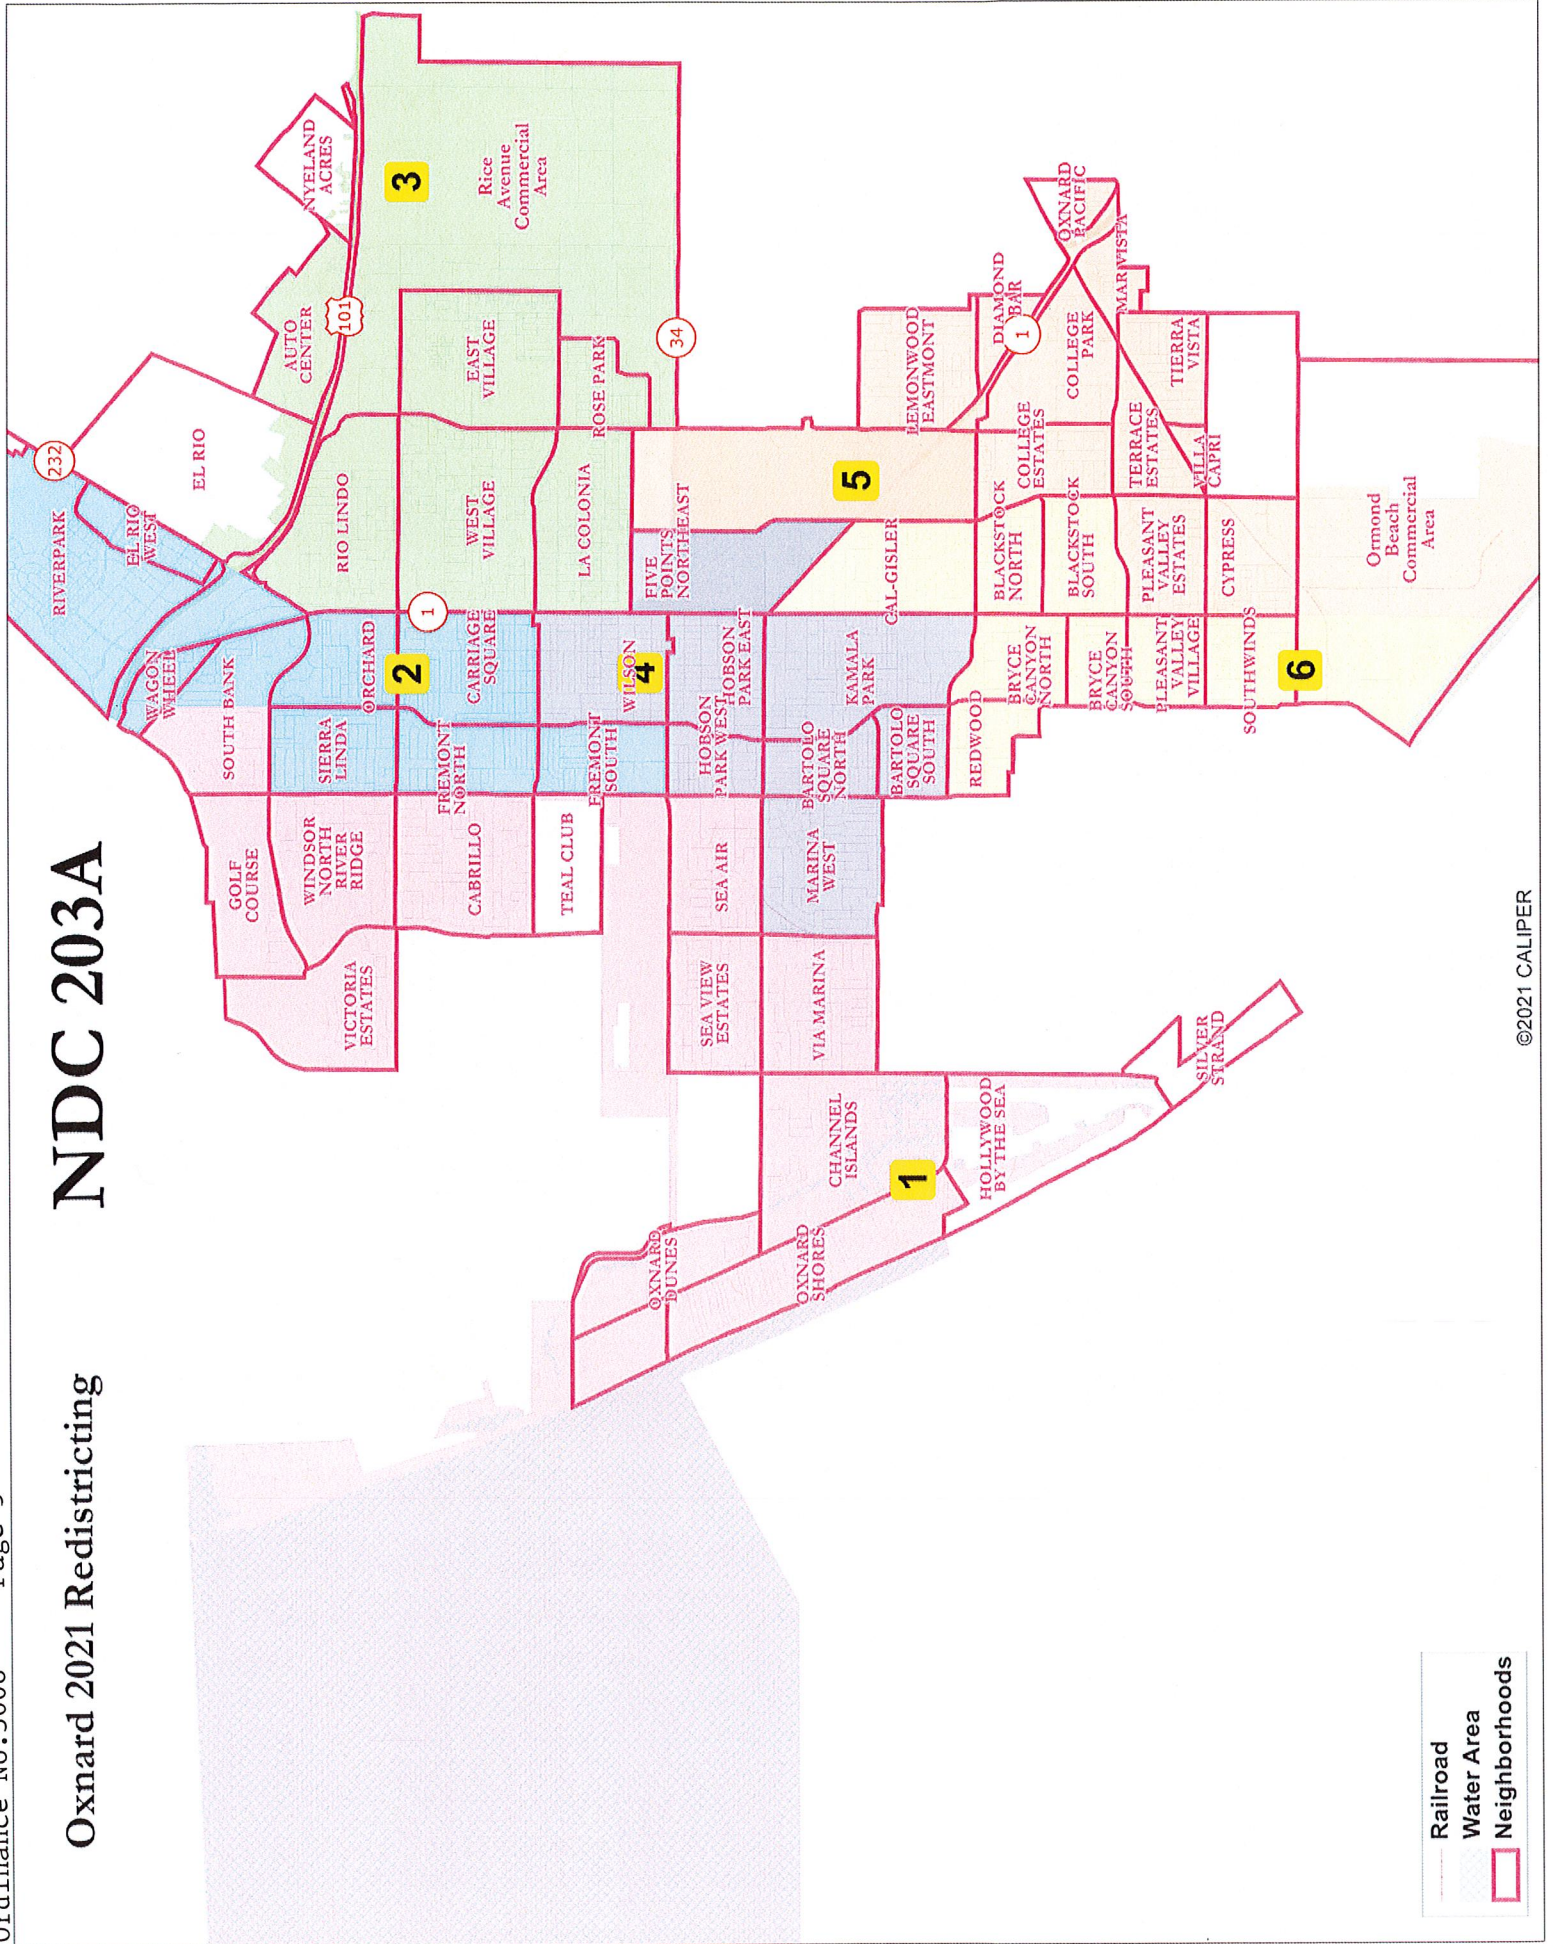 Ordinance Page
Oxnard 2021 Redistricting
NDC 203A
RIVERPARK
232
EL RIO
WEST
EL RIO
WAGON
WHEEL
SOUTH BANK
GOLF
COURSE
AUTO
CENTER
NYELAND
ACRES
101
3
WINDSOR
NORTH
RIVER
RIDGE
SIERRA
LINDA
ORCHARD
RIO LINDO
VICTORIA
ESTATES
2
1
CABRILLO
FREMONT
NORTH
CARRIAGE
SQUARE
WEST
VILLAGE
EAST
VILLAGE
Rice
Avenue
Commercial
Area
TEAL CLUB
FREMONT
SOUTH
WILSON
4
LA COLONIA
ROSE PARK
34
FIVE
POINTS
NORTHEAST
OXNARD
DUNES
SEA VIEW
ESTATES
SEA AIR
HOBSON
PARK WEST
HOBSON
PARK EAST
OXNARD
SHORES
CHANNEL
ISLANDS
VIA MARINA
MARINA
WEST
BARTOLO
SQUARE
NORTH
KAMALA
PARK
5
1
BARTOLO
SQUARE
SOUTH
CAL-GISLER
LEMONWOOD
EASTMONT
HOLLYWOOD
BY THE SEA
REDWOOD
BRYCE
CANYON
NORTH
BLACKSTOCK
NORTH
COLLEGE
ESTATES
DIAMOND
BAR
1
BRYCE
CANYON
SOUTH
BLACKSTOCK
SOUTH
COLLEGE
PARK
OXNARD
PACIFIC
MAR VISTA
PLEASANT
VALLEY
VILLAGE
PLEASANT
VALLEY
ESTATES
TERRACE
ESTATES
TIERRA
VISTA
SILVER
STRAND
SOUTHWINDS
CYPRESS
VILLA
CAPRI
6
Ormond
Beach
Commercial
Area
Railroad
Water Area
Neighborhoods
©2021 CALIPER